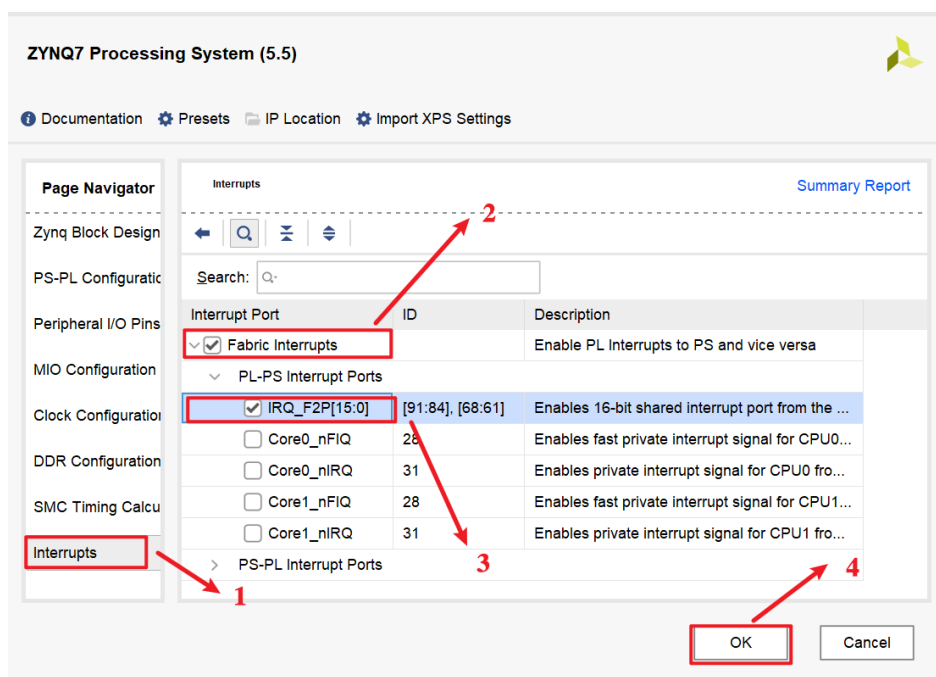 ZYNQ7 Processing System (5.5)
Documentation Presets IP Location Import XPS Settings
Page Navigator
Zynq Block Design
PS-PL Configuratic
Peripheral I/O Pins
MIO Configuration
Clock Configuration
DDR Configuration
SMC Timing Calcu
Interrupts
1
Interrupts Summary Report
2
Search:
Interrupt Port ID Description
Fabric Interrupts Enable PL Interrupts to PS and vice versa
PL-PS Interrupt Ports
IRQ_F2P[15:0] [91:84], [68:61] Enables 16-bit shared interrupt port from the ...
Core0_nFIQ 28 Enables fast private interrupt signal for CPU0...
Core0_nIRQ 31 Enables private interrupt signal for CPU0 fro...
Core1_nFIQ 28 Enables fast private interrupt signal for CPU1...
Core1_nIRQ 31 Enables private interrupt signal for CPU1 fro...
PS-PL Interrupt Ports
3
4
OK Cancel